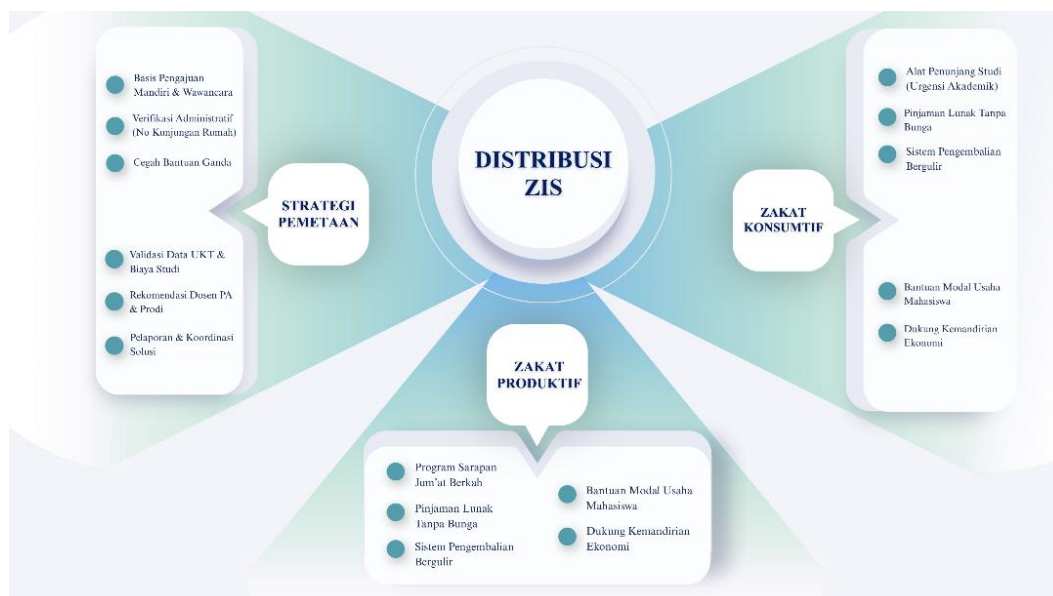 DISTRIBUSI
ZIS
STRATEGI
PEMETAAN
Basis Pengajuan
Mandiri & Wawancara
Verifikasi Administratif
(No Kunjungan Rumah)
Cegah Bantuan Ganda
Validasi Data UKT &
Biaya Studi
Rekomendasi Dosen PA
& Prodi
Pelaporan & Koordinasi
Solusi
ZAKAT
PRODUKTIF
Program Sarapan
Jum'at Berkah
Pinjaman Lunak
Tanpa Bunga
Sistem Pengembalian
Bergulir
Bantuan Modal Usaha
Mahasiswa
Dukung Kemandirian
Ekonomi
ZAKAT
KONSUMTIF
Alat Penunjang Studi
(Urgensi Akademik)
Pinjaman Lunak Tanpa
Bunga
Sistem Pengembalian
Bergulir
Bantuan Modal Usaha
Mahasiswa
Dukung Kemandirian
Ekonomi